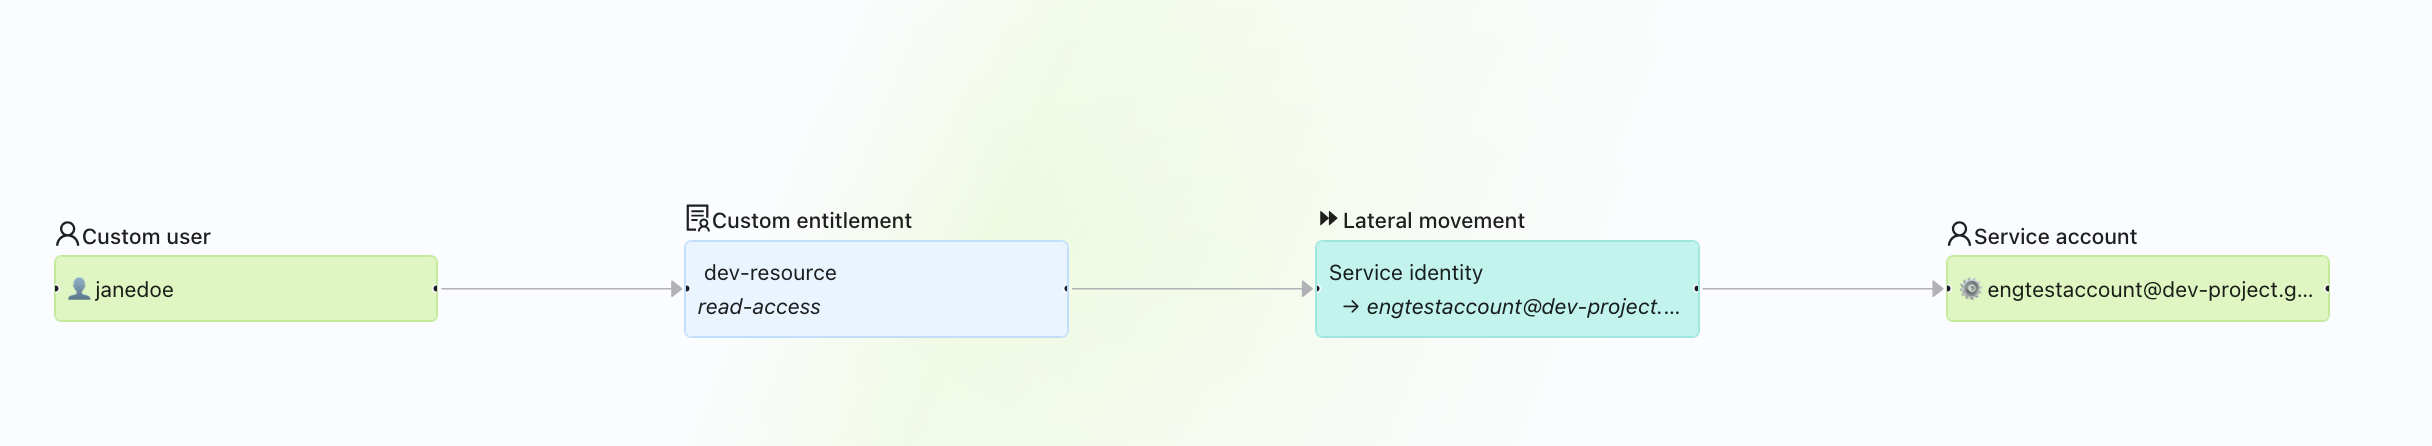 Custom user
janedoe
Custom entitlement
dev-resource
read-access
Lateral movement
Service identity
→ engtestaccount@dev-project....
Service account
engtestaccount@dev-project.g...